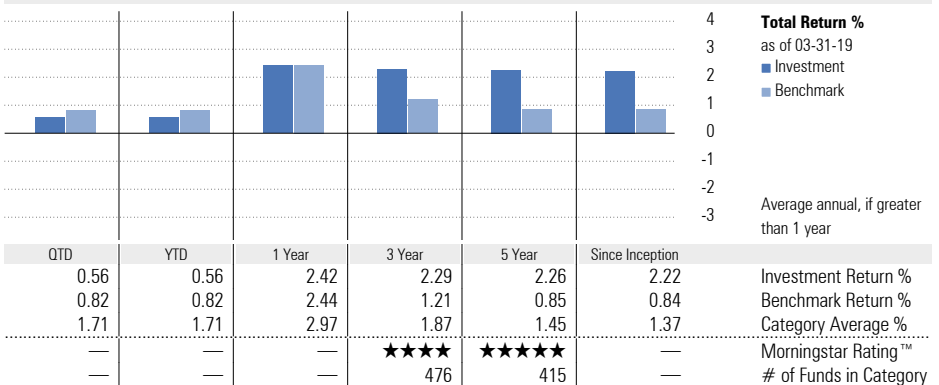 4
3
2
1
0
-1
-2
-3
Total Return %
as of 03-31-19
Investment
Benchmark
Average annual, if greater
than 1 year
QTD YTD 1 Year 3 Year 5 Year Since Inception
0.56 0.56 2.42 2.29 2.26 2.22 Investment Return %
0.82 0.82 2.44 1.21 0.85 0.84 Benchmark Return %
1.71 1.71 2.97 1.87 1.45 1.37 Category Average %
— — — ★★★★ ★★★★★ — Morningstar Rating™
— — — 476 415 — # of Funds in Category